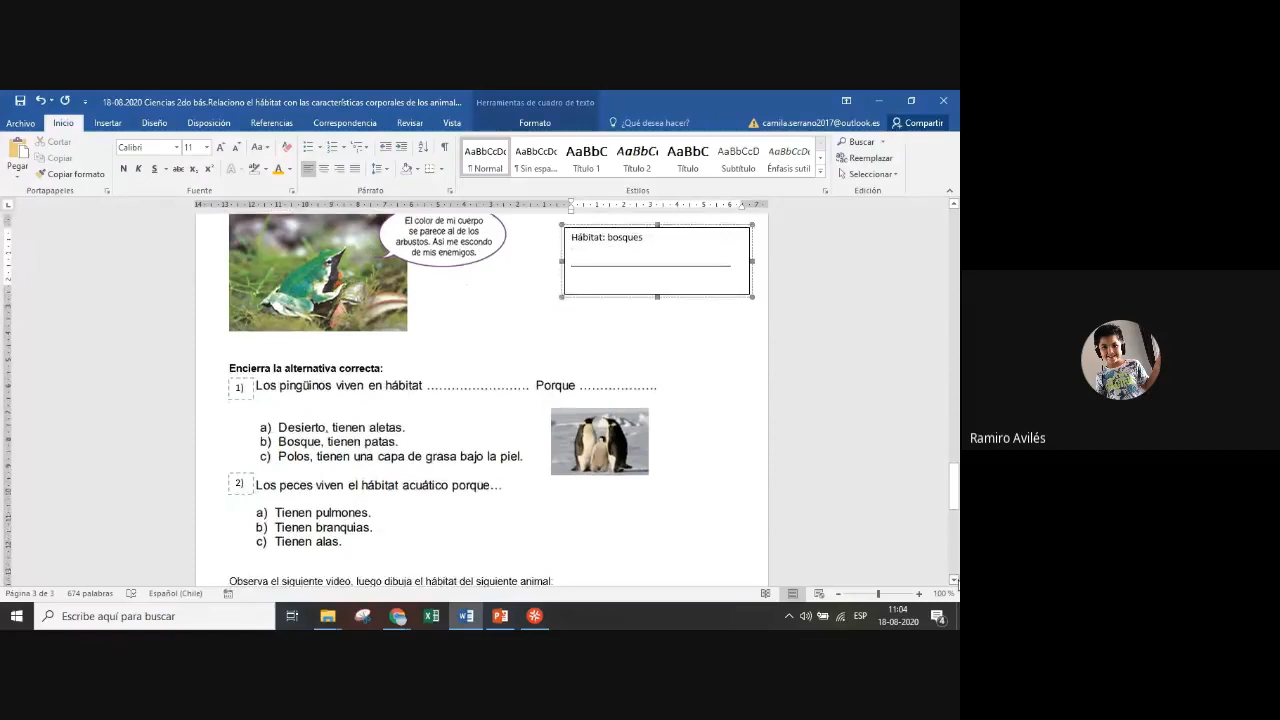 18-08.2020 Ciencias 2do bás.Relaciono el hábitat con las características corporales de los animal...
Herramientas de cuadro de texto
Archivo Inicio Insertar Diseño Disposición Referencias Correspondencia Revisar Vista Formato ¿Qué desea hacer? camila.serrano2017@outlook.es Compartir
Pegar
Cortar
Copiar
Copiar formato
Portapapeles
Calibri 11
Fuente
Párrafo
AaBbCcDc AaBbCcDc AaBbC AaBbCc AaBbC AaBbCcD AaBbCcDc
¶ Normal ¶ Sin espa... Título 1 Título 2 Título Subtítulo Énfasis sutil
Estilos
Buscar
Reemplazar
Seleccionar
Edición
El color de mi cuerpo
se parece al de los
arbustos. Así me escondo
de mis enemigos.
Hábitat: bosques
Encierra la alternativa correcta:
1) Los pingüinos viven en hábitat ……………………. Porque ……………….
a) Desierto, tienen aletas.
b) Bosque, tienen patas.
c) Polos, tienen una capa de grasa bajo la piel.
2) Los peces viven el hábitat acuático porque…
a) Tienen pulmones.
b) Tienen branquias.
c) Tienen alas.
Observa el siguiente video, luego dibuja el hábitat del siguiente animal:
Página 3 de 3 674 palabras Español (Chile) 100 %
Escribe aquí para buscar
ESP
11:04
18-08-2020
4
Ramiro Avilés